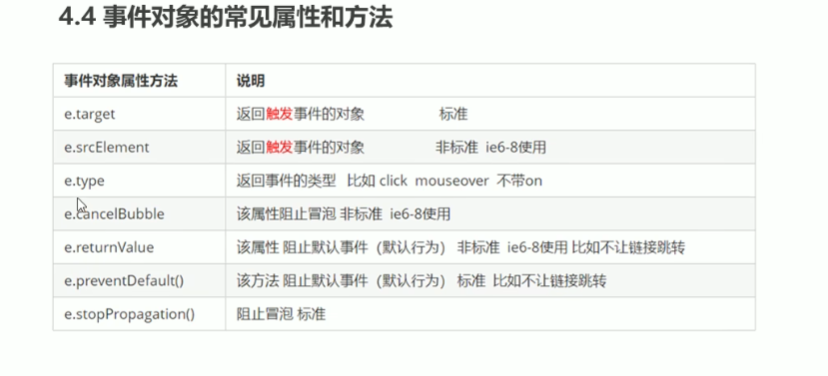 4.4 事件对象的常见属性和方法
事件对象属性方法 说明
e.target 返回触发事件的对象 标准
e.srcElement 返回触发事件的对象 非标准 ie6-8使用
e.type 返回事件的类型 比如 click mouseover 不带on
e.cancelBubble 该属性阻止冒泡 非标准 ie6-8使用
e.returnValue 该属性 阻止默认事件（默认行为） 非标准 ie6-8使用 比如不让链接跳转
e.preventDefault() 该方法 阻止默认事件（默认行为） 标准 比如不让链接跳转
e.stopPropagation() 阻止冒泡 标准